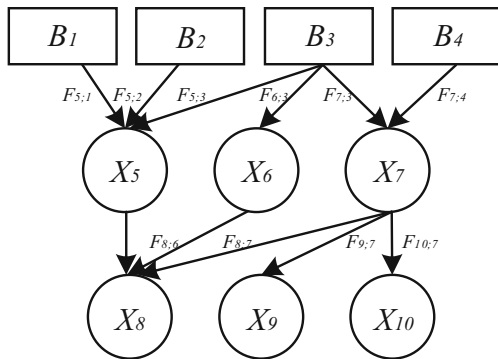 B1 B2 B3 B4
F5;1 F5;2 F5;3 F6;3 F7;3 F7;4
X5 X6 X7
F8;6 F8;7 F9;7 F10;7
X8 X9 X10